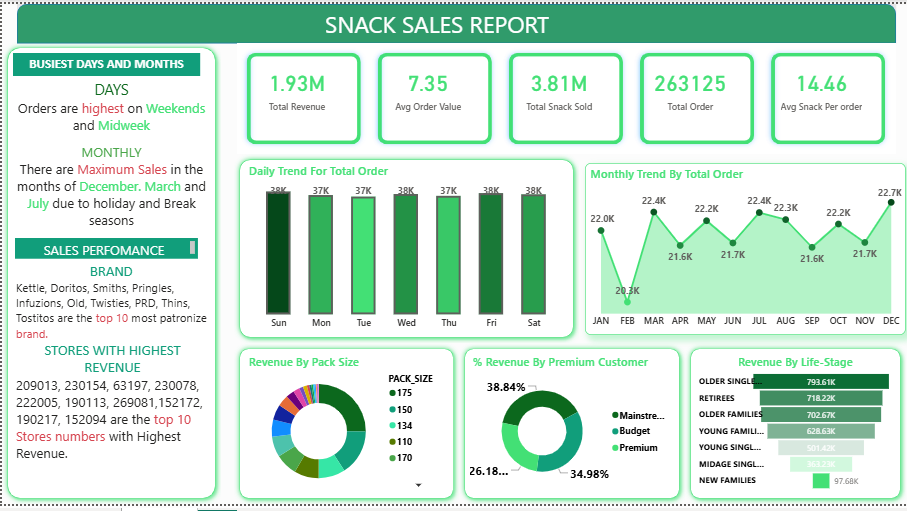 SNACK SALES REPORT
BUSIEST DAYS AND MONTHS
DAYS
Orders are highest on Weekends
and Midweek
MONTHLY
There are Maximum Sales in the
months of December. March and
July due to holiday and Break
seasons
SALES PERFOMANCE
BRAND
Kettle, Doritos, Smiths, Pringles,
Infuzions, Old, Twisties, PRD, Thins,
Tostitos are the top 10 most patronize
brand.
STORES WITH HIGHEST
REVENUE
209013, 230154, 63197, 230078,
222005, 190113, 269081,152172,
190217, 152094 are the top 10
Stores numbers with Highest
Revenue.
1.93M
Total Revenue
7.35
Avg Order Value
3.81M
Total Snack Sold
263125
Total Order
14.46
Avg Snack Per order
Daily Trend For Total Order
38K 37K 37K 38K 37K 38K 38K
Sun Mon Tue Wed Thu Fri Sat
Monthly Trend By Total Order
22.0K 20.3K 22.4K 21.6K 22.2K 21.7K 22.4K 22.3K 21.6K 22.2K 21.7K 22.7K
JAN FEB MAR APR MAY JUN JUL AUG SEP OCT NOV DEC
Revenue By Pack Size
PACK_SIZE
175
150
134
110
170
% Revenue By Premium Customer
38.84%
26.18...
34.98%
Mainstre...
Budget
Premium
Revenue By Life-Stage
OLDER SINGL... 793.61K
RETIREES 718.22K
OLDER FAMILIES 702.67K
YOUNG FAMILI... 628.63K
YOUNG SINGL... 501.42K
MIDAGE SINGL...
NEW FAMILIES 97.68K